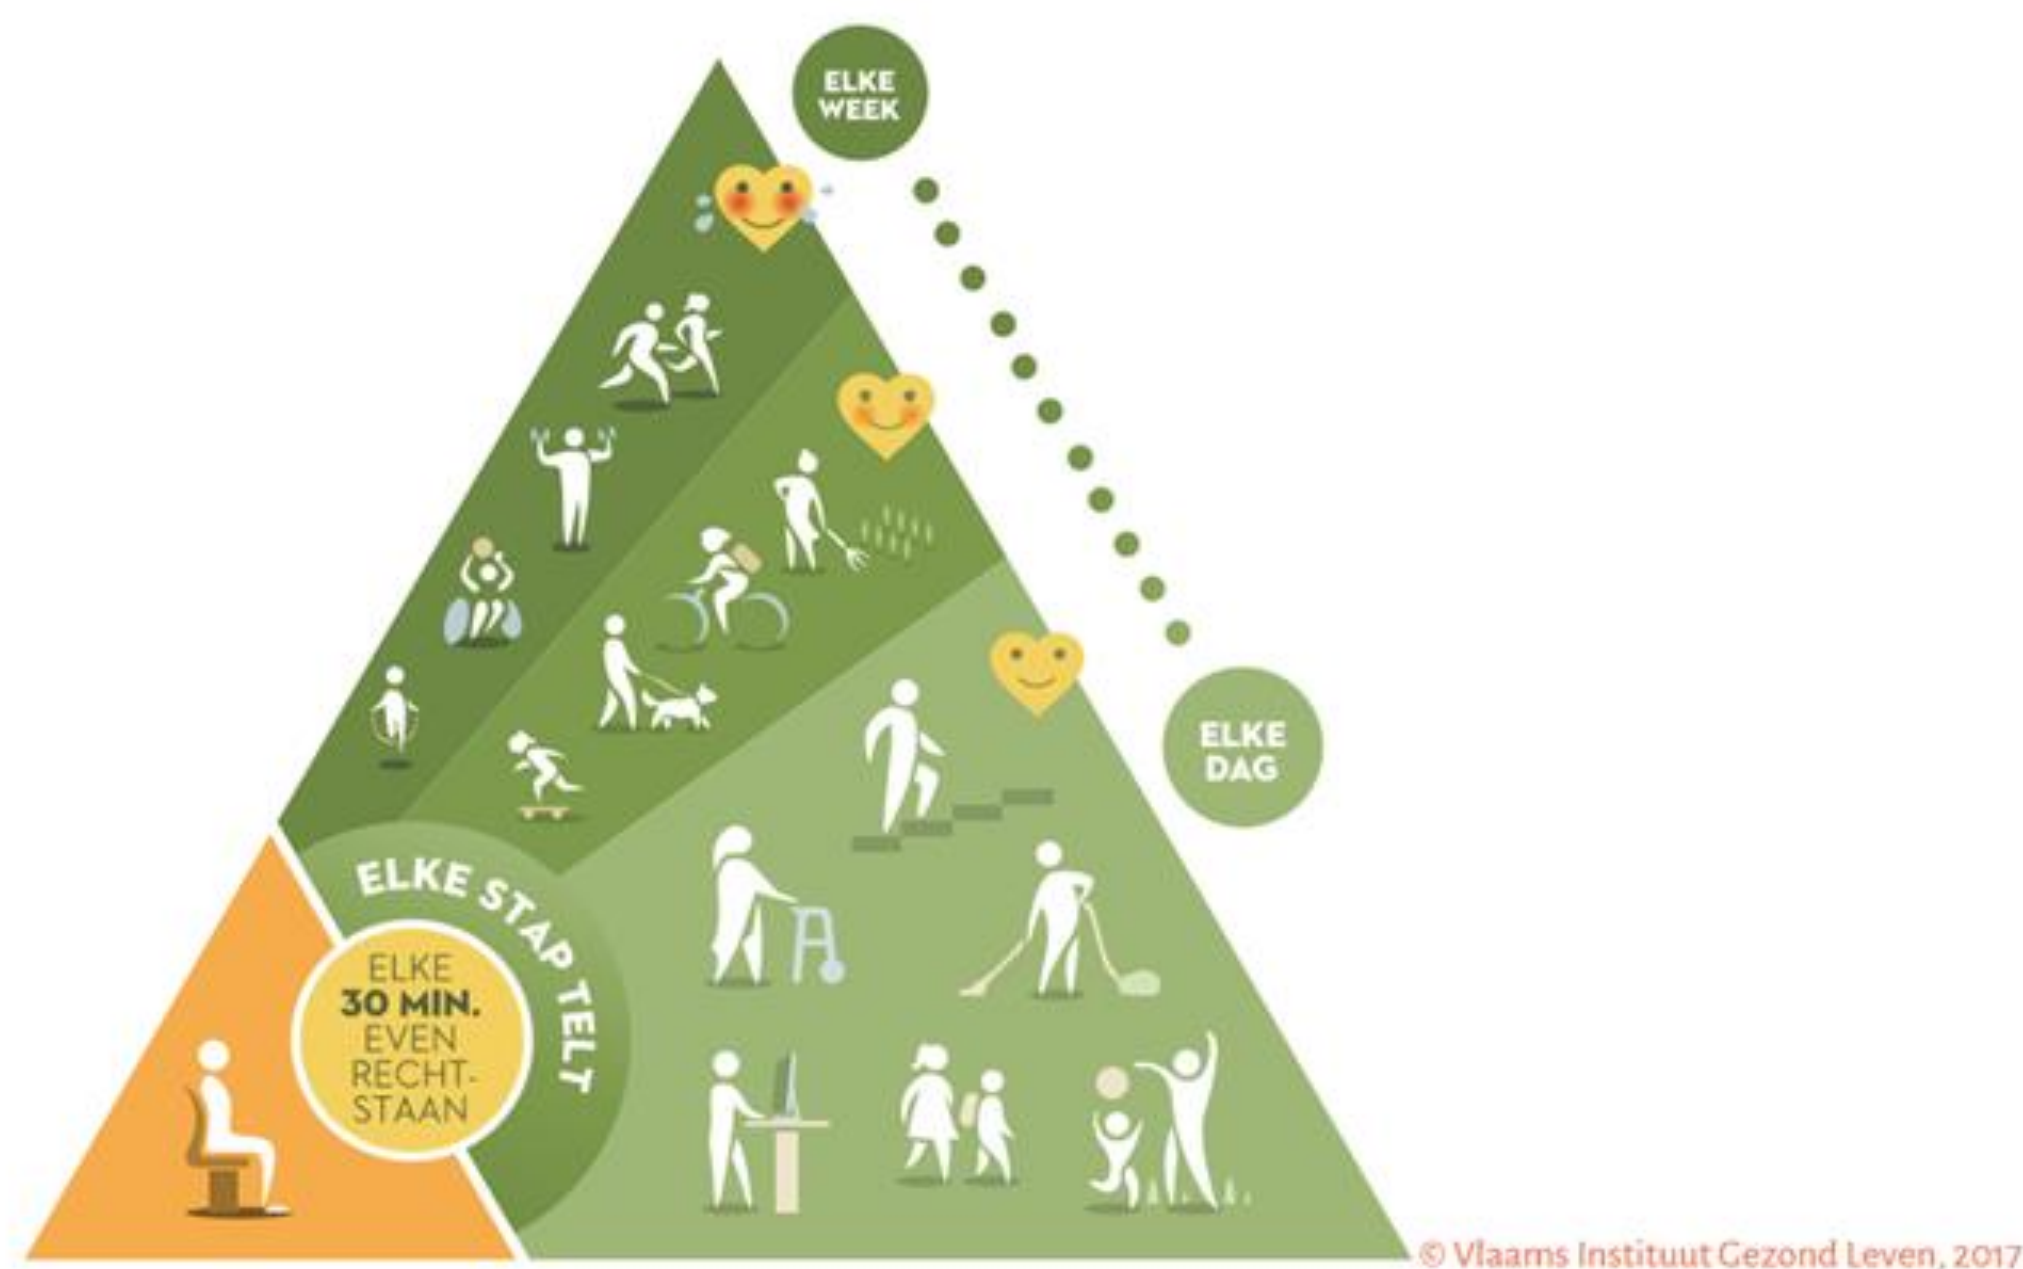 ELKE
WEEK
ELKE
DAG
ELKE STAP TELT
ELKE
30 MIN.
EVEN
RECHT-
STAAN
© Vlaams Instituut Gezond Leven, 2017